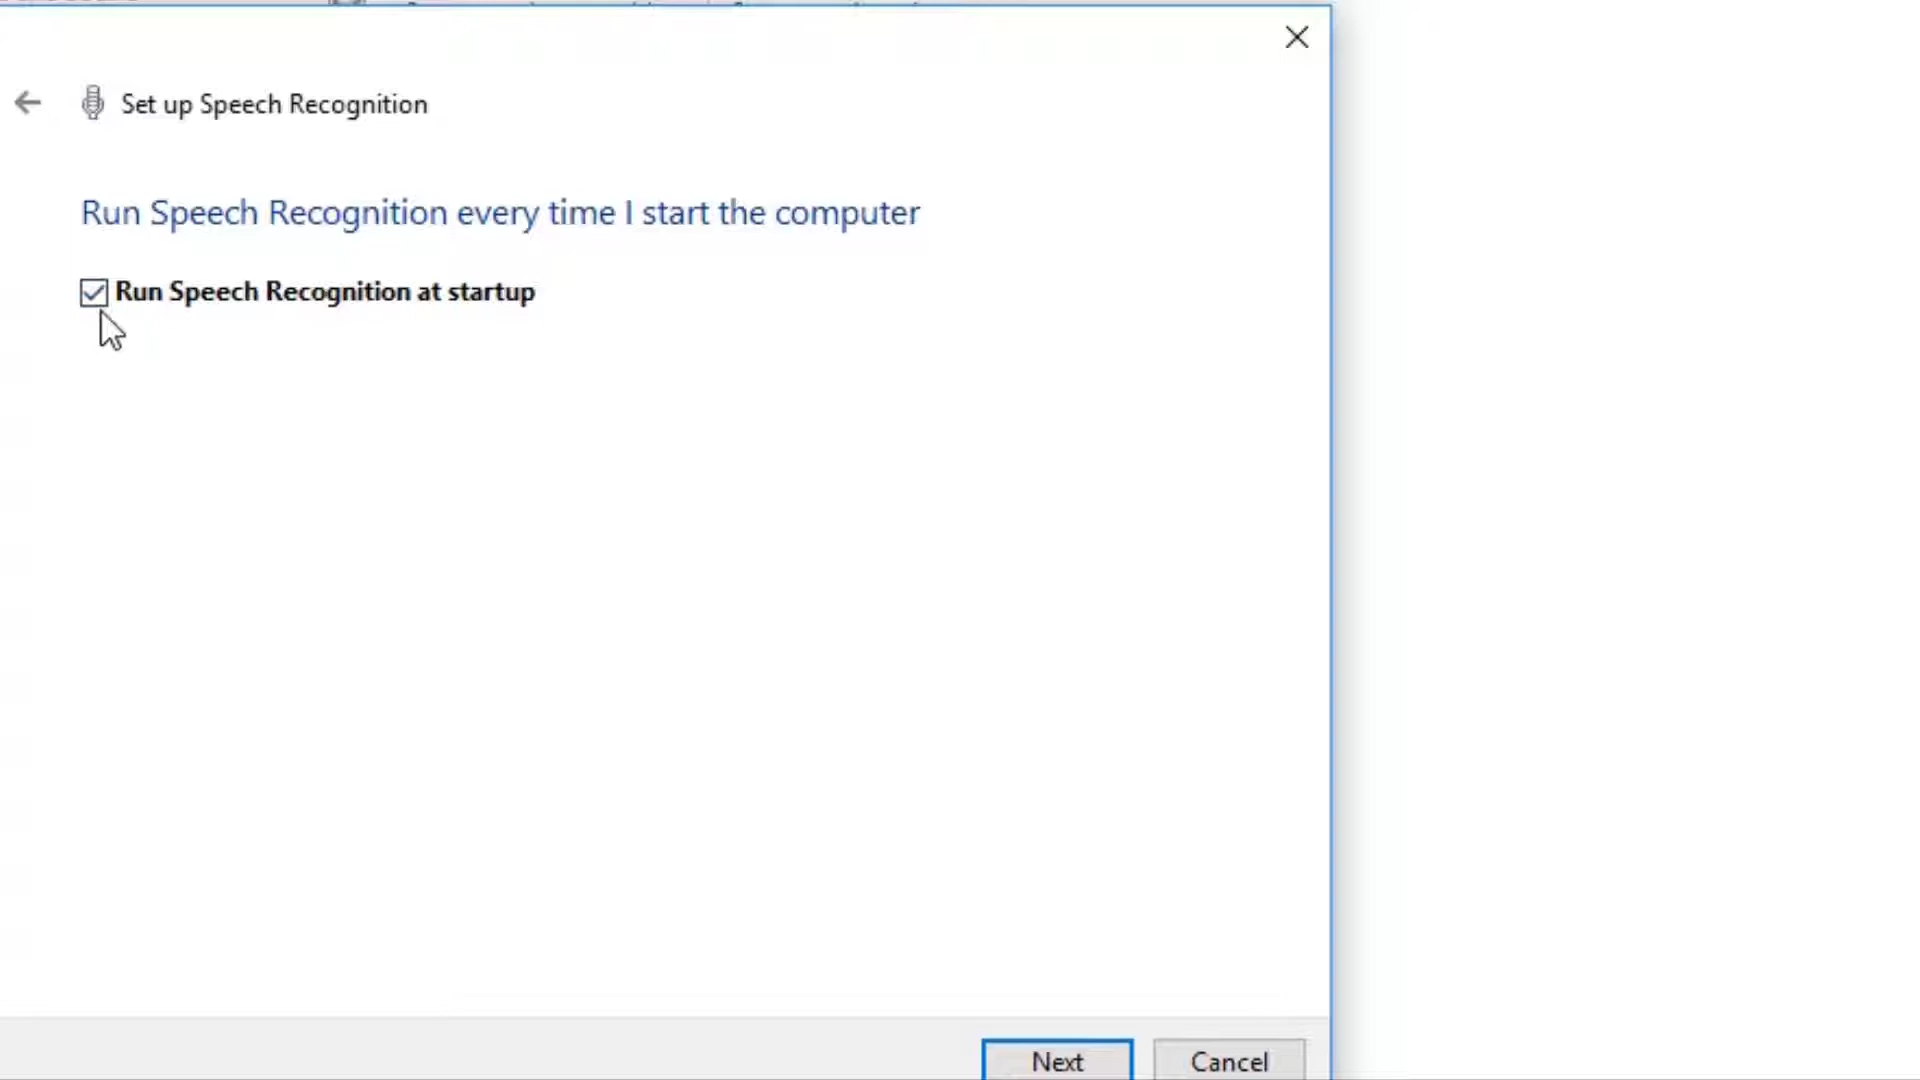 Set up Speech Recognition
Run Speech Recognition every time I start the computer
Run Speech Recognition at startup
Next
Cancel